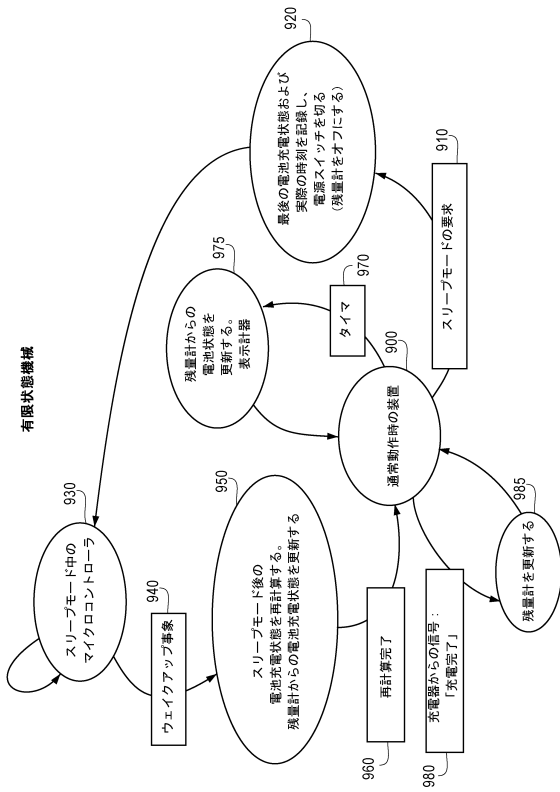 有限状態機械
930
スリープモード中の
マイクロコントローラ
940
ウェイクアップ事象
950
スリープモード後の
電池充電状態を再計算する。
残量計からの電池充電状態を更新する
960
再計算完了
975
残量計からの
電池状態を
更新する。
表示計器
970
タイマ
900
通常動作時の装置
980
充電器からの信号：
「充電完了」
985
残量計を更新する
910
スリープモードの要求
920
最後の電池充電状態および
実際の時刻を記録し、
電源スイッチを切る
（残量計をオフにする）